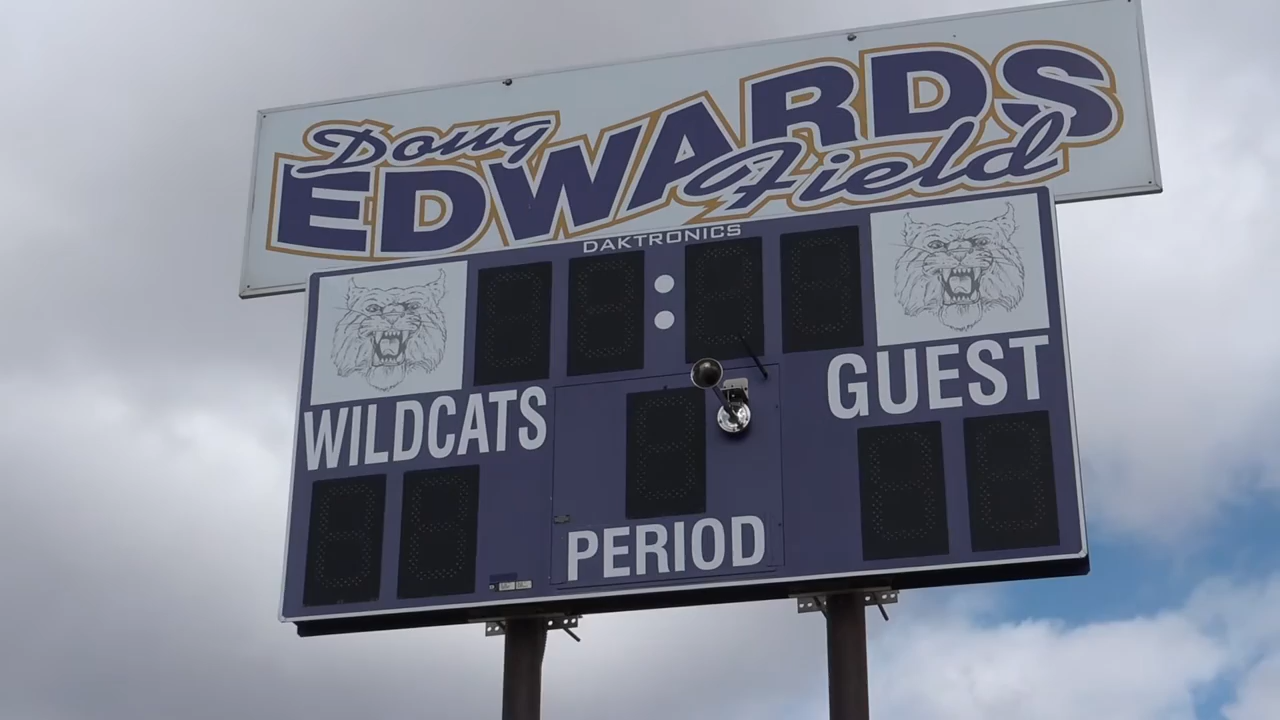 Doug
EDWARDS
Field
DAKTRONICS
WILDCATS
GUEST
PERIOD